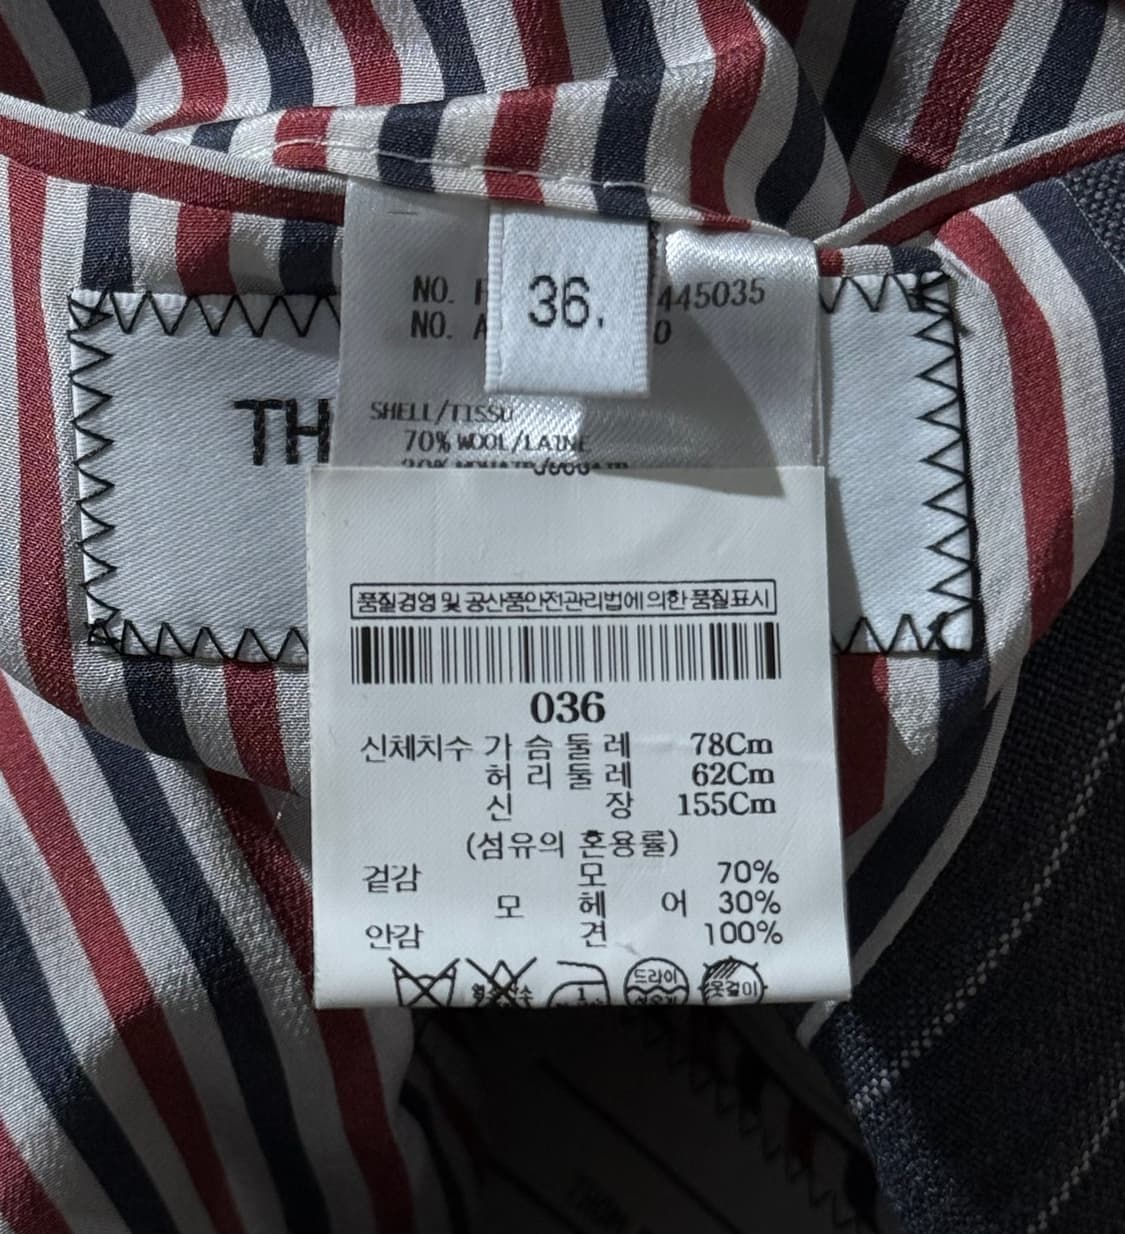 NO.
36.
445035
NO. A
0
TH
SHELL/TISSU
70% WOOL/LAINE
품질경영 및 공산품안전관리법에 의한 품질표시
036
신체치수 가슴둘레 78Cm
허리둘레 62Cm
신장 155Cm
(섬유의 혼용률)
겉감 모 70%
모헤어 30%
안감 견 100%
드라이
옷걸이